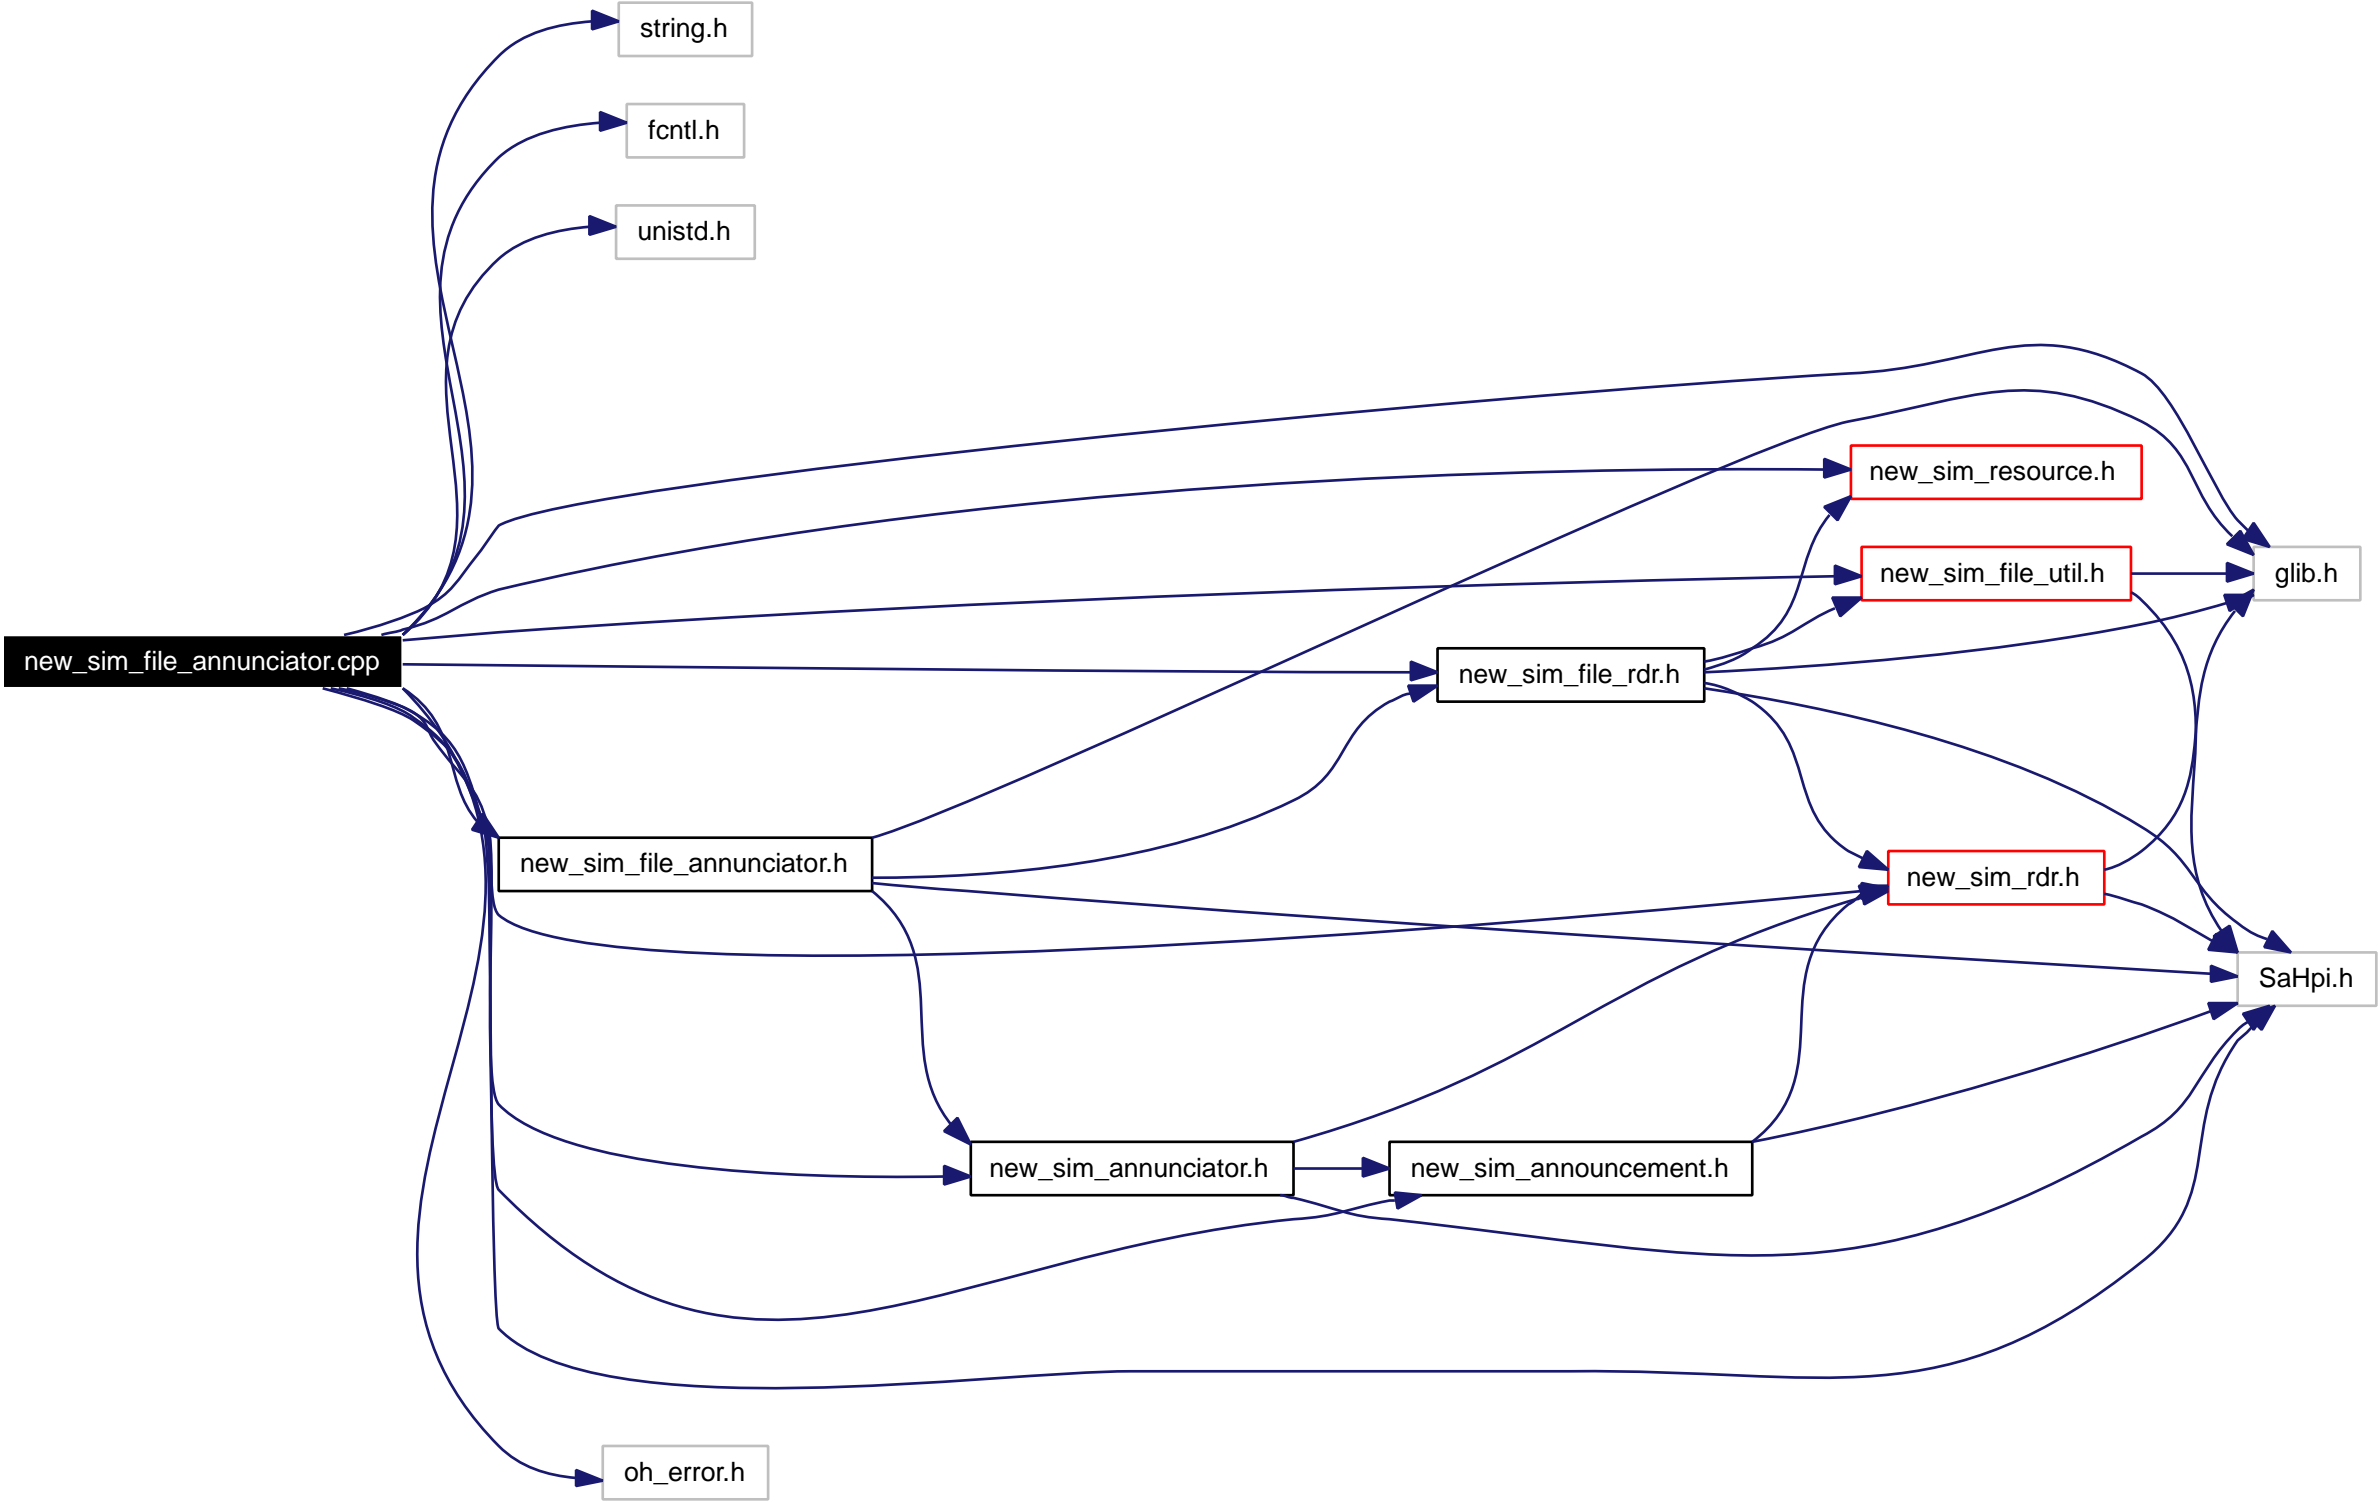 string.h
fcntl.h
unistd.h
new_sim_resource.h
new_sim_file_util.h
glib.h
new_sim_file_annunciator.cpp
new_sim_file_rdr.h
new_sim_file_annunciator.h
new_sim_rdr.h
SaHpi.h
new_sim_annunciator.h
new_sim_announcement.h
oh_error.h